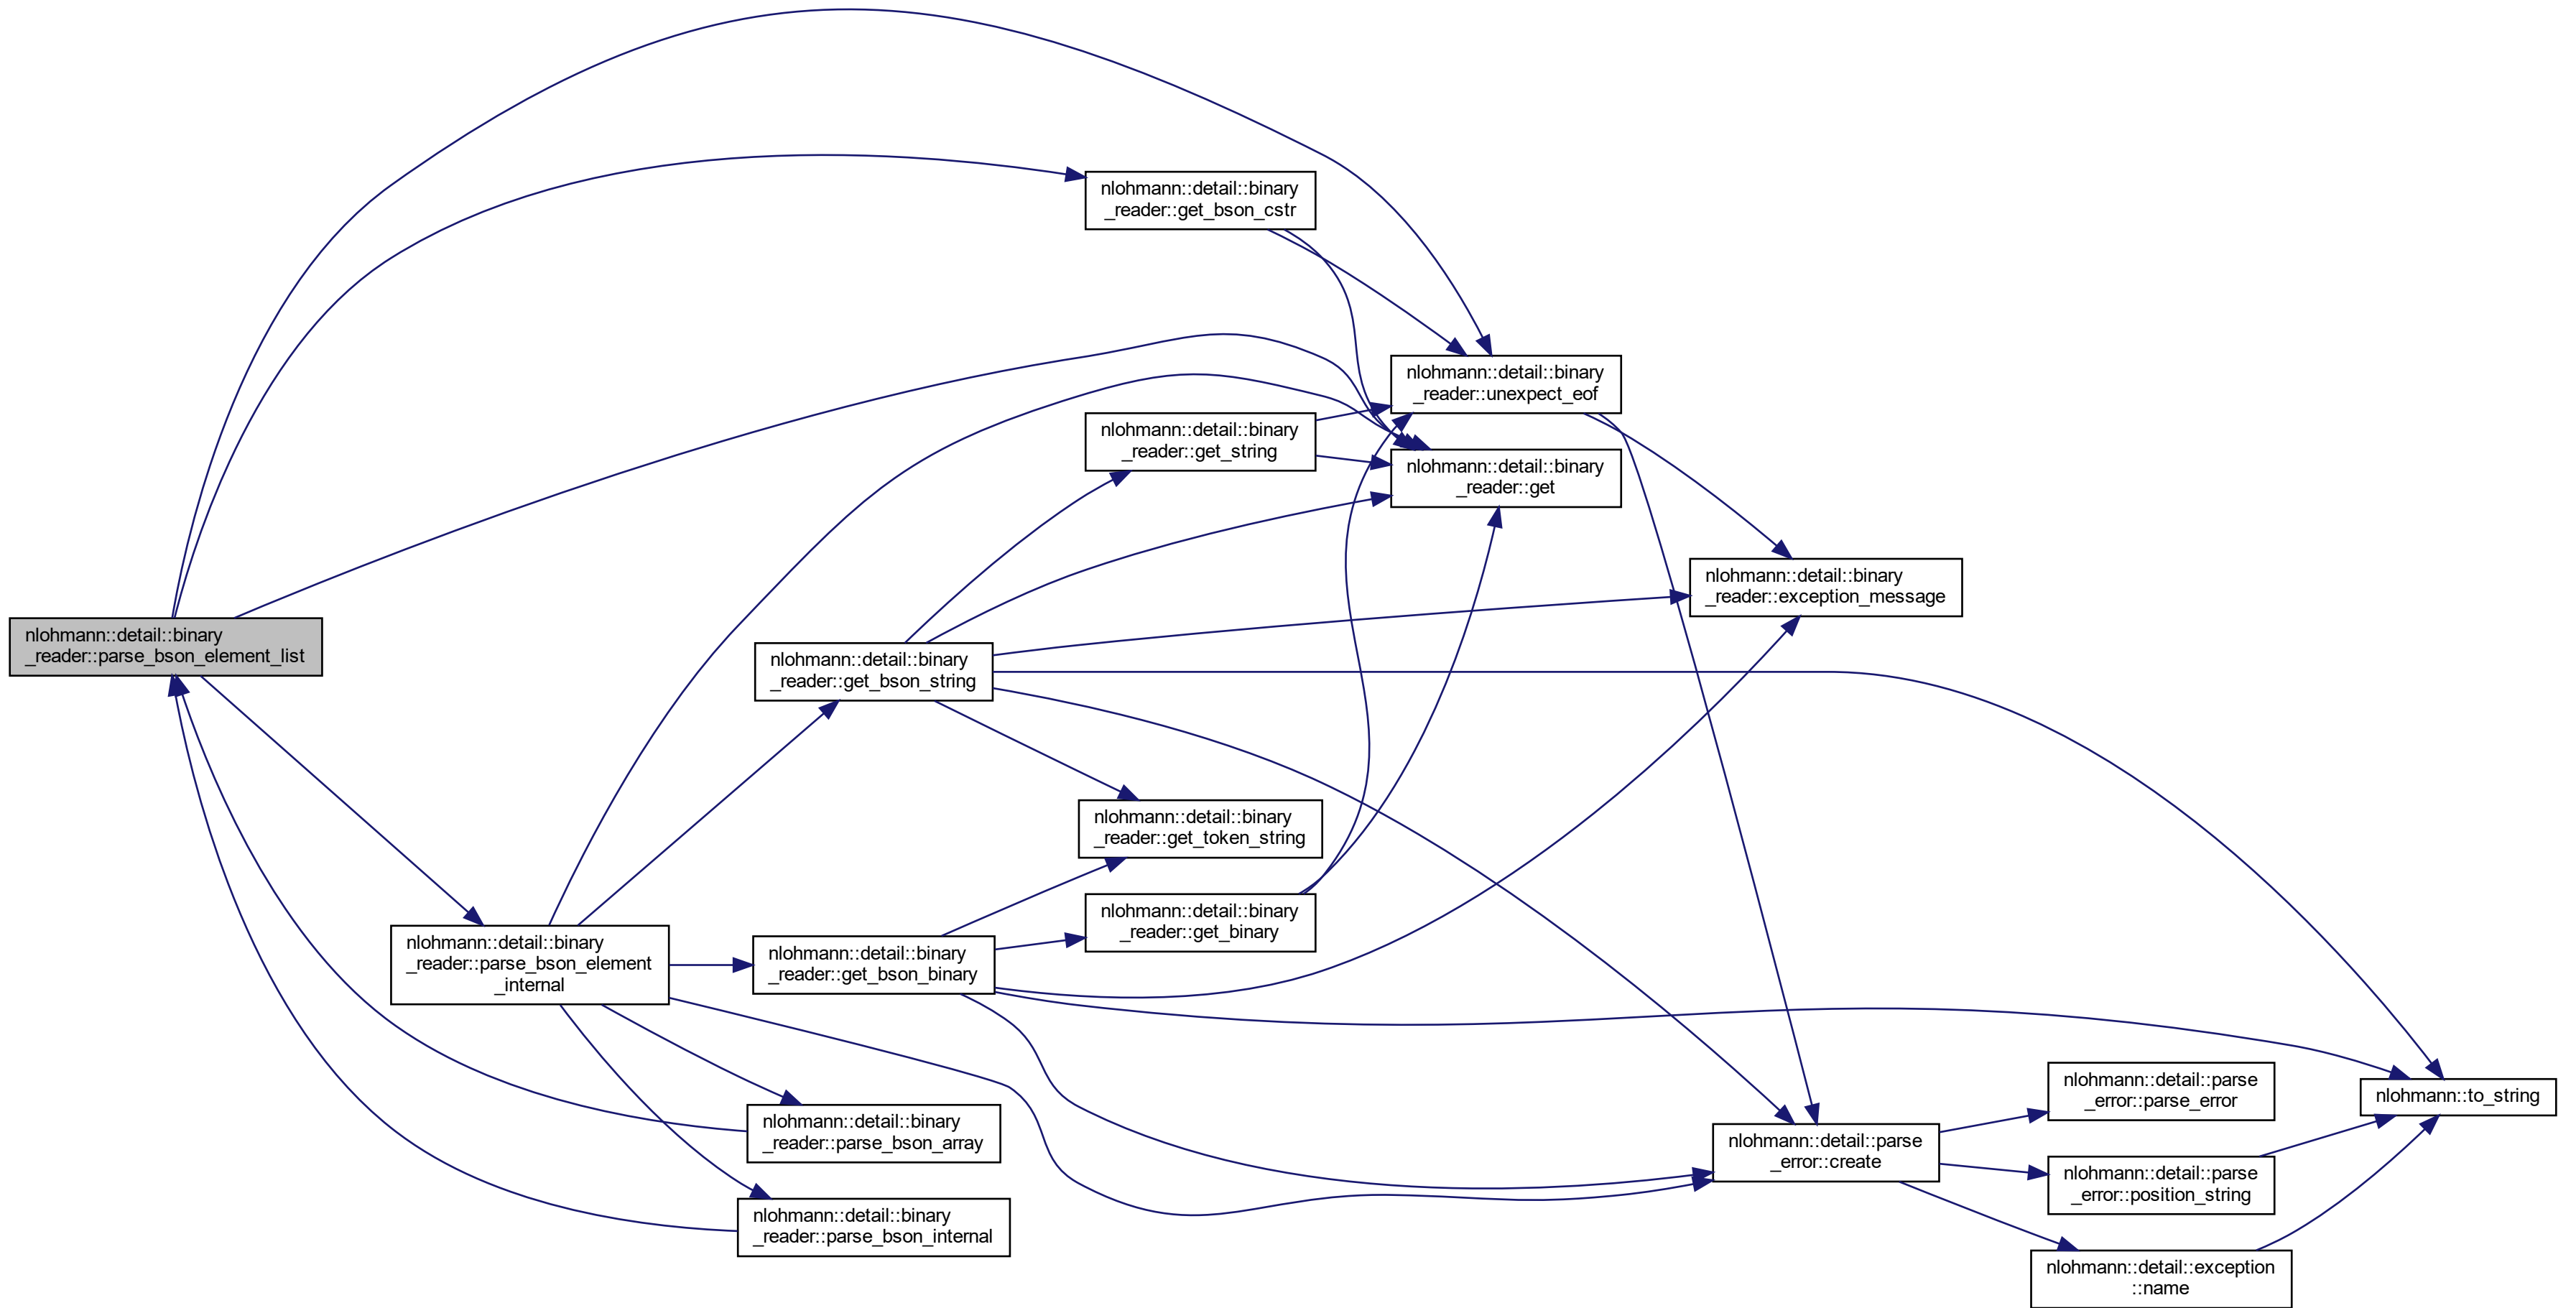 nlohmann::detail::binary
_reader::parse_bson_element_list
nlohmann::detail::binary
_reader::get_bson_cstr
nlohmann::detail::binary
_reader::unexpect_eof
nlohmann::detail::binary
_reader::get_string
nlohmann::detail::binary
_reader::get
nlohmann::detail::binary
_reader::exception_message
nlohmann::detail::binary
_reader::get_bson_string
nlohmann::detail::binary
_reader::get_token_string
nlohmann::detail::binary
_reader::get_binary
nlohmann::detail::binary
_reader::parse_bson_element
_internal
nlohmann::detail::binary
_reader::get_bson_binary
nlohmann::detail::binary
_reader::parse_bson_array
nlohmann::detail::binary
_reader::parse_bson_internal
nlohmann::detail::parse
_error::create
nlohmann::detail::parse
_error::parse_error
nlohmann::detail::parse
_error::position_string
nlohmann::detail::exception
::name
nlohmann::to_string